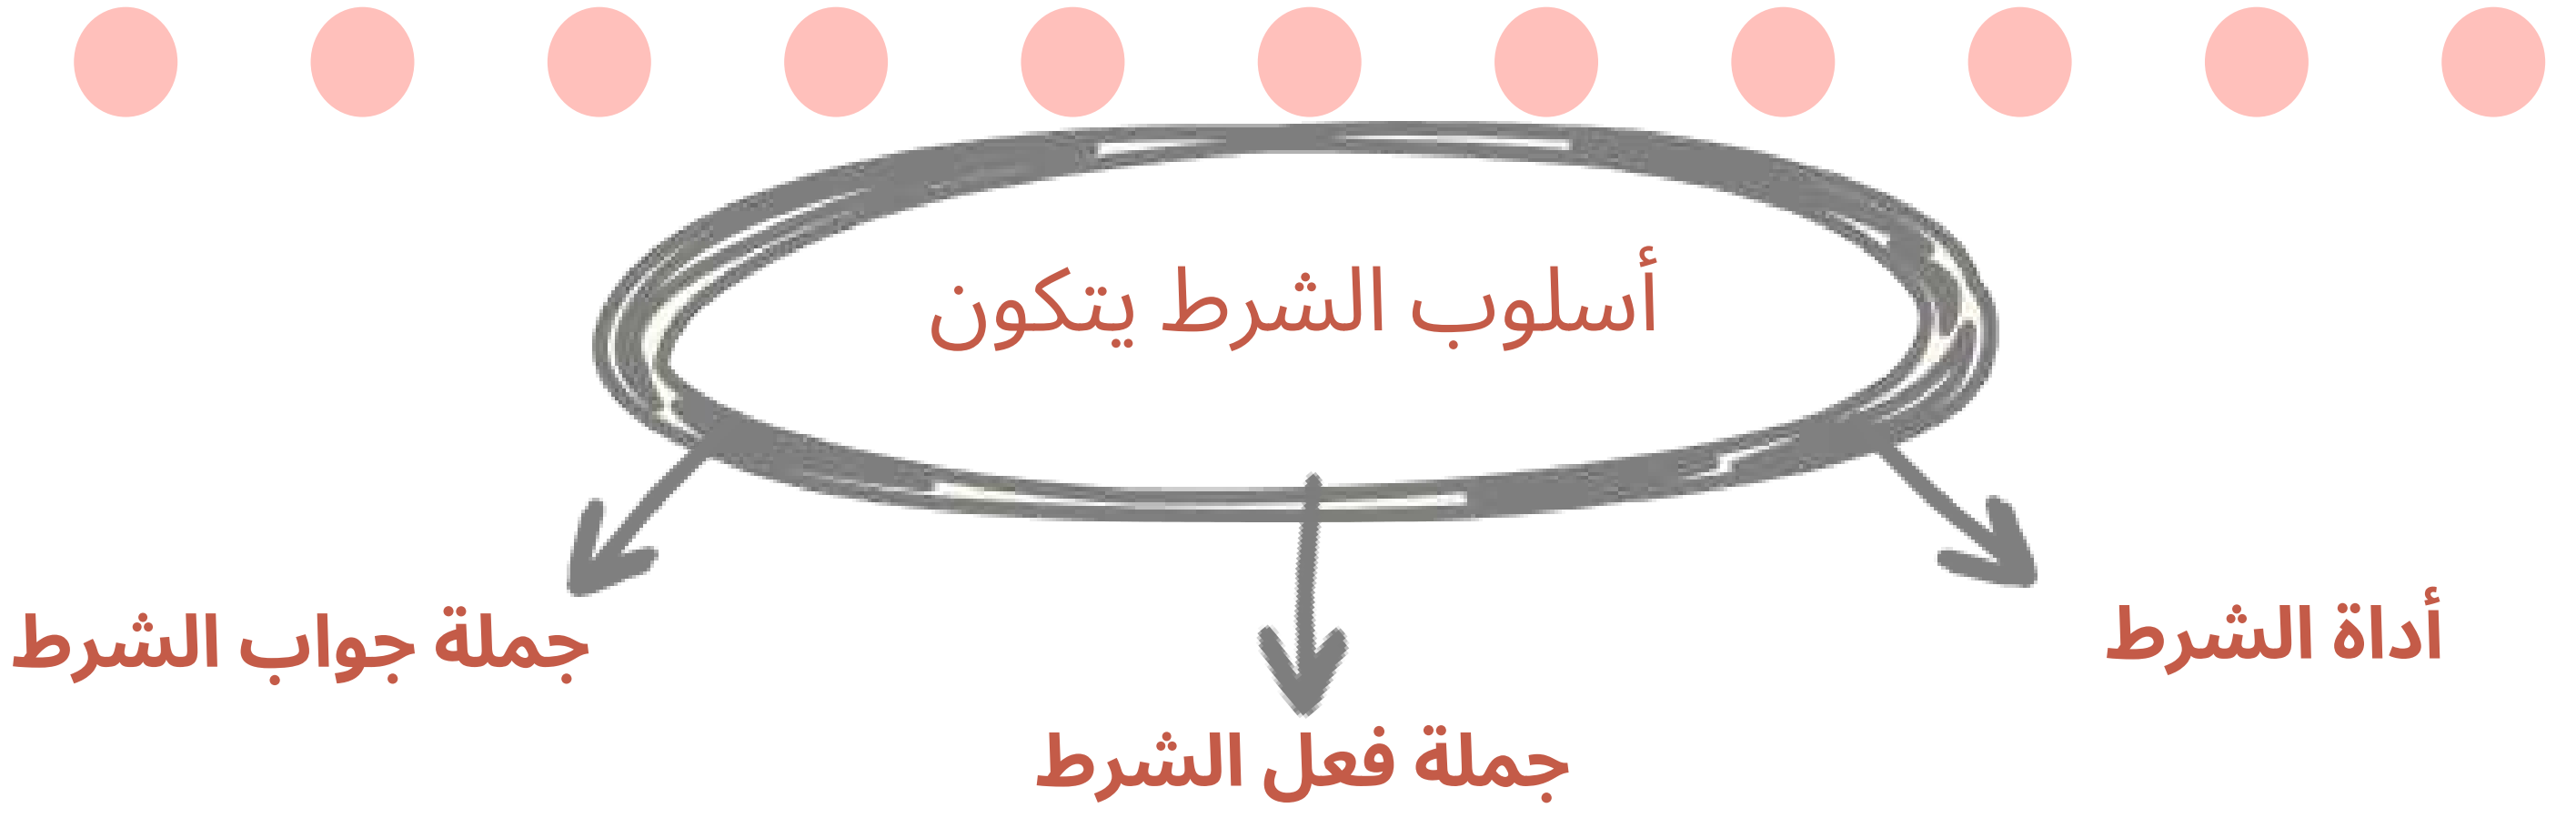 أسلوب الشرط يتكون
أداة الشرط
جملة فعل الشرط
جملة جواب الشرط